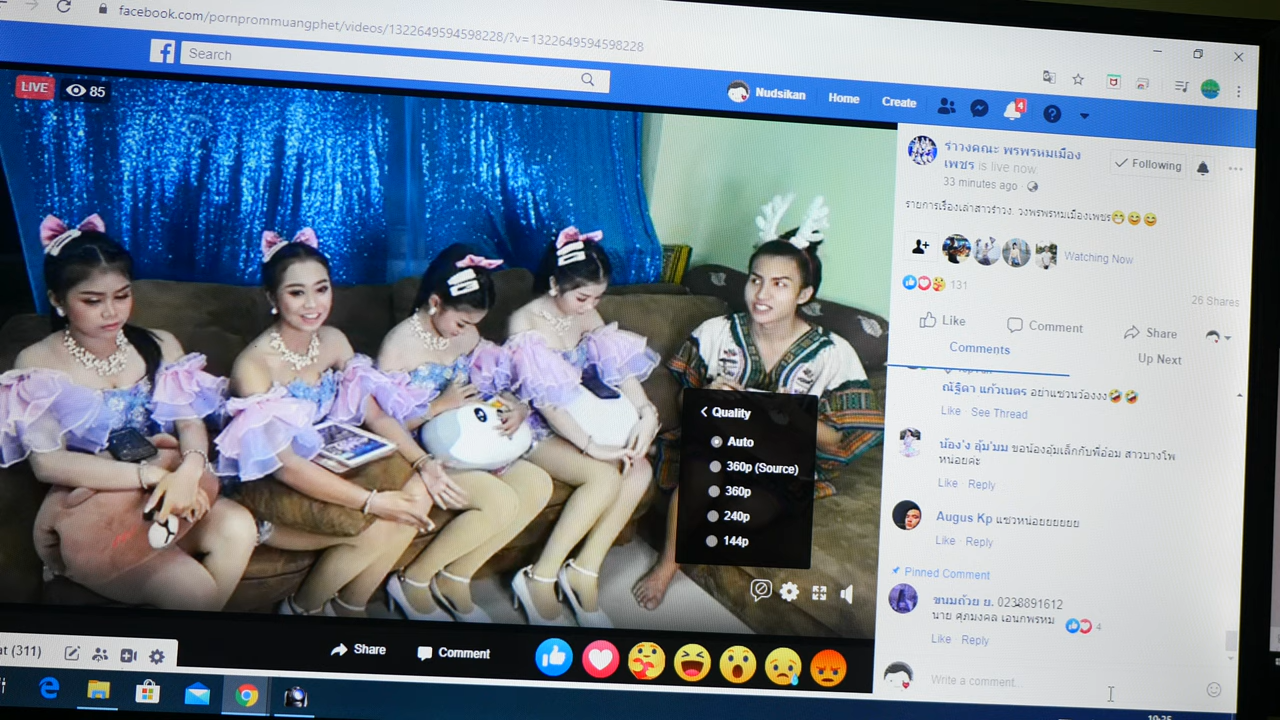 facebook.com/pornprommuangphet/videos/1322649594598228/?v=1322649594598228
Search
Nudsikan
Home
Create
4
LIVE
85
รำวงคณะ พรพรหมเมือง
เพชร is live now.
33 minutes ago
Following
รายการเรื่องเล่าสาวรำวง. วงพรพรหมเมืองเพชร
Watching Now
131
26 Shares
Like
Comment
Share
Comments
Up Next
ณัฐิดา แก้วเนตร อย่าแซวนว้องงง
Like · See Thread
น้อง'ง อุ้ม'มม ขอน้องอุ้มเล็กกับพี่อ๋อม สาวบางโพ
หน่อยค่ะ
Like · Reply
Augus Kp แซวหน่อยยยยยย
Like · Reply
Pinned Comment
ขนมถ้วย ย. 0238891612
นาย ศุภมงคล เอนกพรหม
4
Like · Reply
Write a comment...
Quality
Auto
360p (Source)
360p
240p
144p
Share
Comment
at (311)